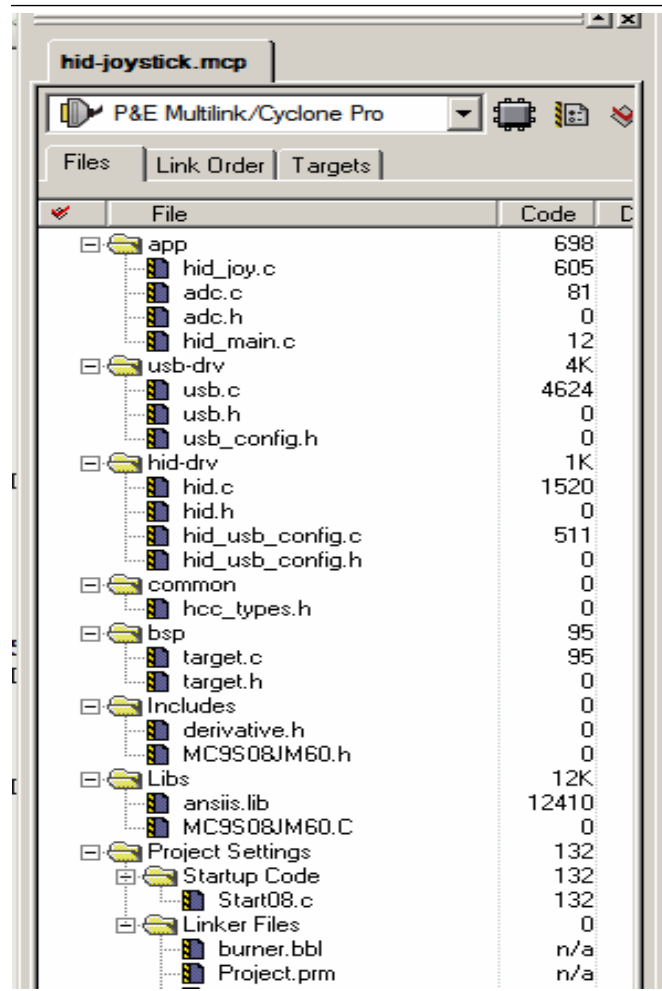 hid-joystick.mcp
P&E Multilink/Cyclone Pro
Files Link Order Targets
File Code
app 698
hid_joy.c 605
adc.c 81
adc.h 0
hid_main.c 12
usb-drv 4K
usb.c 4624
usb.h 0
usb_config.h 0
hid-drv 1K
hid.c 1520
hid.h 0
hid_usb_config.c 511
hid_usb_config.h 0
common 0
hcc_types.h 0
bsp 95
target.c 95
target.h 0
Includes 0
derivative.h 0
MC9S08JM60.h 0
Libs 12K
ansiis.lib 12410
MC9S08JM60.C 0
Project Settings 132
Startup Code 132
Start08.c 132
Linker Files 0
burner.bbl n/a
Project.prm n/a